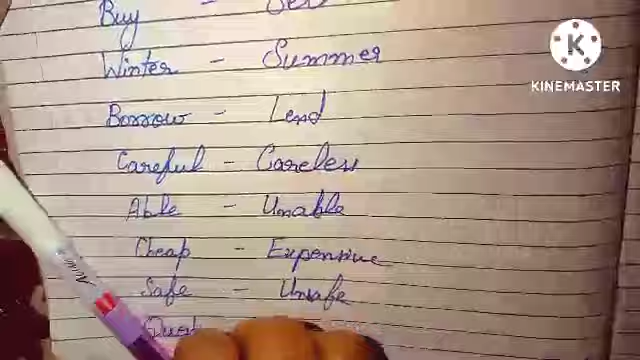 Buy - Sell
Winter - Summer
Borrow - Lend
Careful - Careless
Able - Unable
Cheap - Expensive
Safe - Unsafe
KINEMASTER